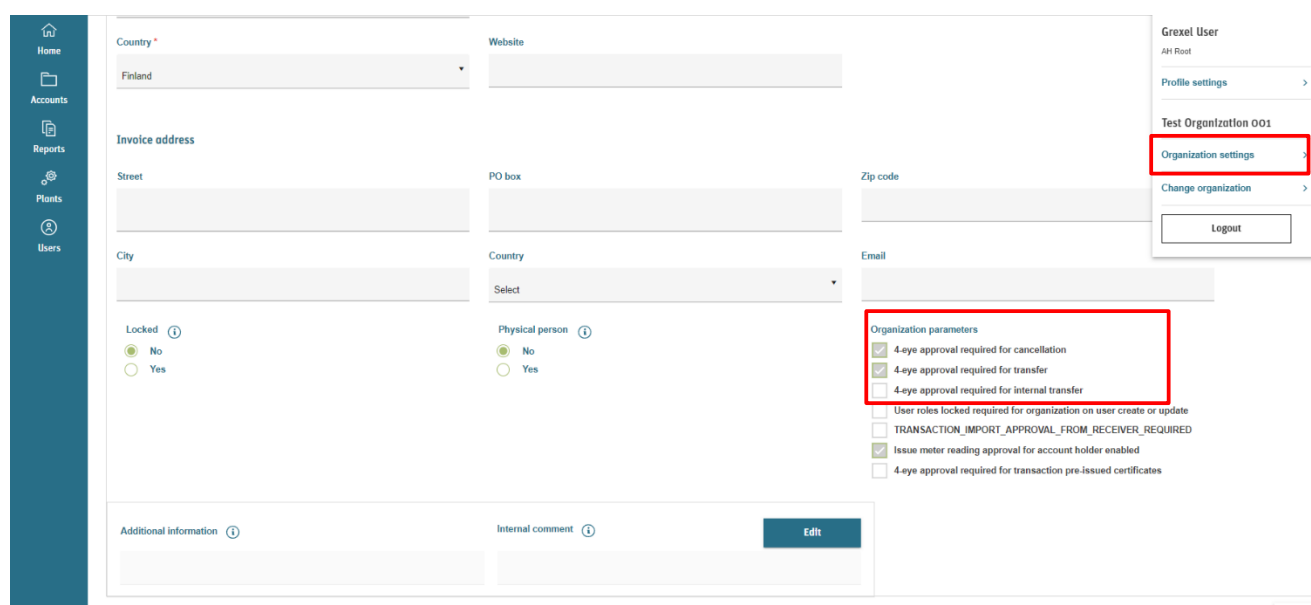 Home
Accounts
Reports
Plants
Users
Country *
Website
Finland
Invoice address
Street
PO box
Zip code
City
Country
Email
Select
Locked
No
Yes
Physical person
No
Yes
Organization parameters
4-eye approval required for cancellation
4-eye approval required for transfer
4-eye approval required for internal transfer
User roles locked required for organization on user create or update
TRANSACTION_IMPORT_APPROVAL_FROM_RECEIVER_REQUIRED
Issue meter reading approval for account holder enabled
4-eye approval required for transaction pre-issued certificates
Additional information
Internal comment
Edit
Grexel User
AH Root
Profile settings
Test Organization 001
Organization settings
Change organization
Logout